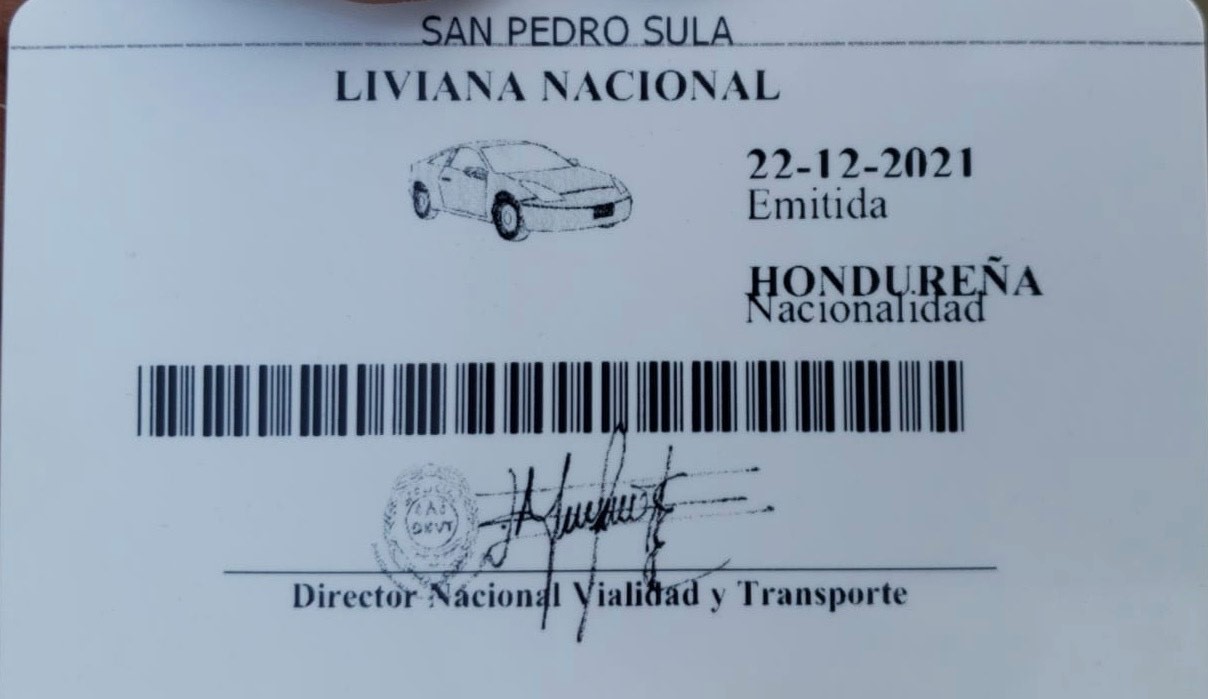 SAN PEDRO SULA
LIVIANA NACIONAL
22-12-2021
Emitida
HONDUREÑA
Nacionalidad
Director Nacional Vialidad y Transporte